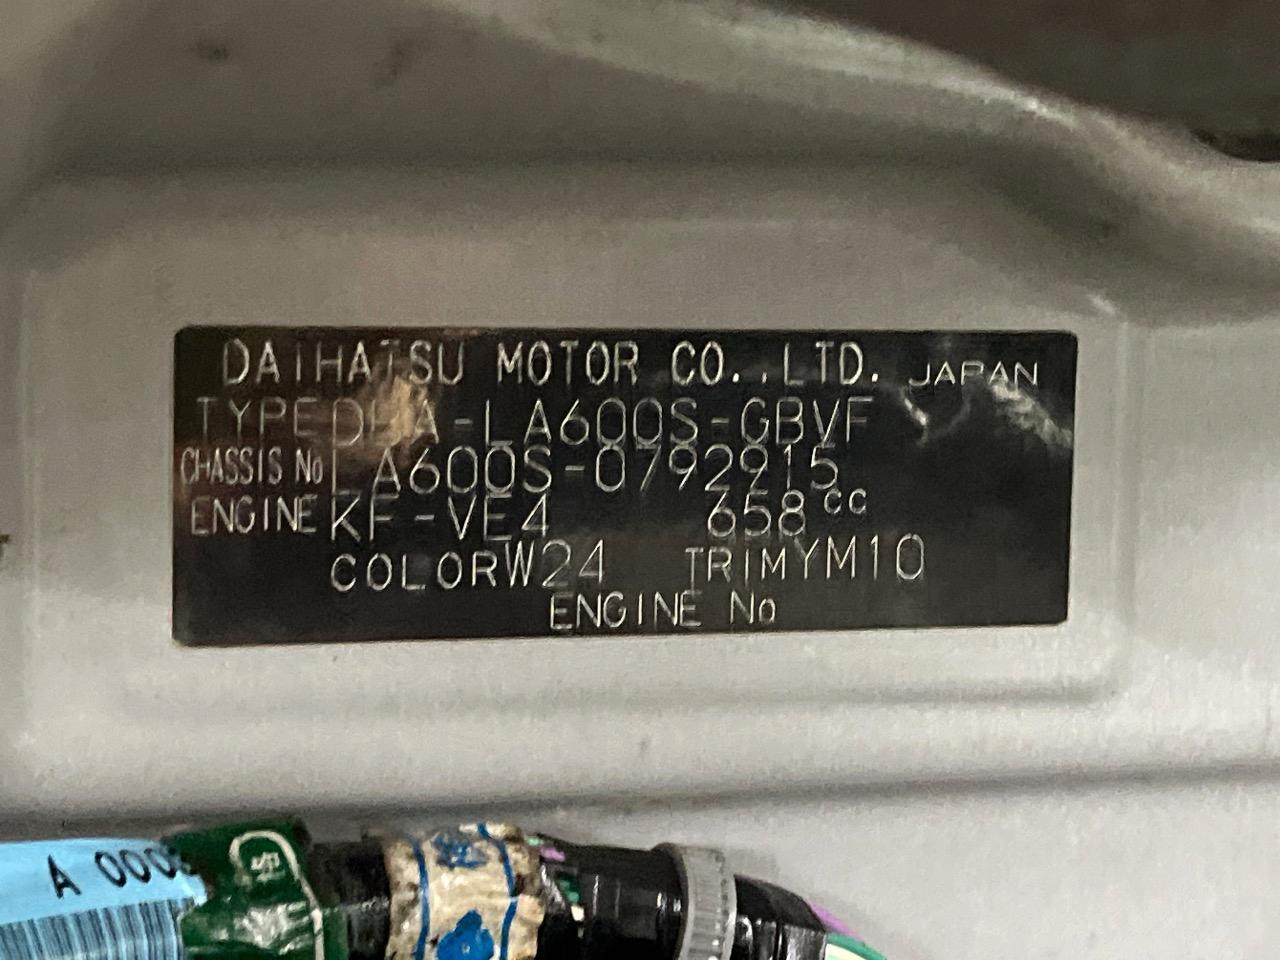 DAIHATSU MOTOR CO.,LTD. JAPAN
TYPE DBA-LA600S-GBVF
CHASSIS No LA600S-0792915
ENGINE KF-VE4 658cc
COLOR W24 TRIM YM10
ENGINE No
A 000